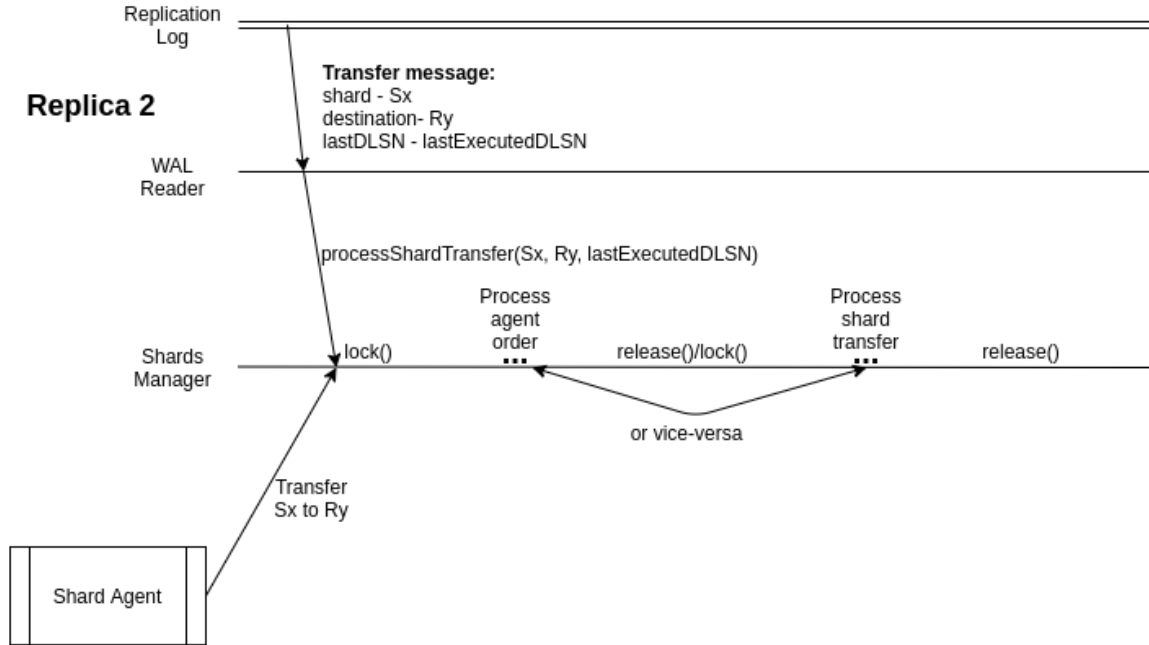 Replication
Log
Transfer message:
shard - Sx
destination- Ry
lastDLSN - lastExecutedDLSN
Replica 2
WAL
Reader
processShardTransfer(Sx, Ry, lastExecutedDLSN)
Process
agent
order
...
Process
shard
transfer
...
Shards
Manager
lock()
release()/lock()
release()
or vice-versa
Transfer
Sx to Ry
Shard Agent